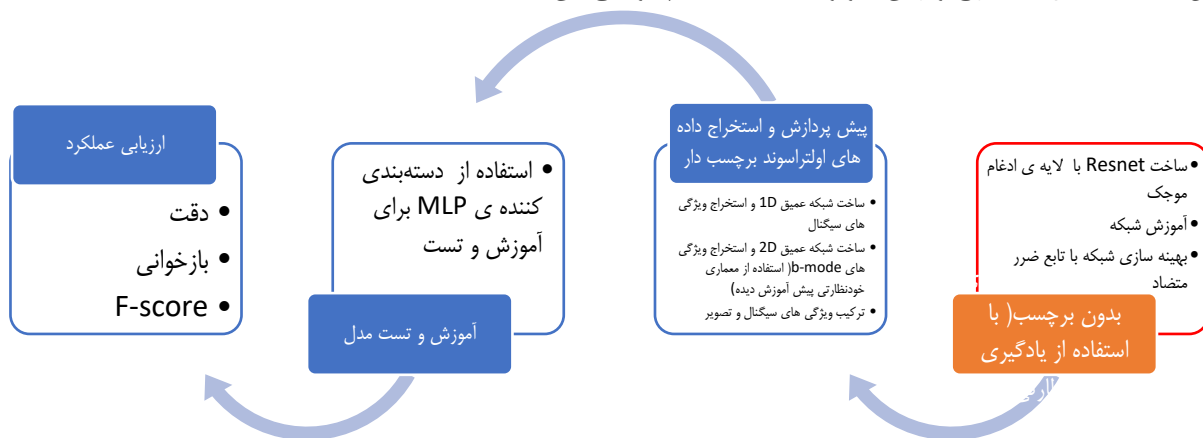 • ساخت Resnet با لایه ی ادغام
موجک
• آموزش شبکه
• بهینه سازی شبکه با تابع ضرر
متضاد
بدون برچسب( با
استفاده از یادگیری
پیش پردازش و استخراج داده
های اولتراسوند برچسب دار
• ساخت شبکه عمیق 1D و استخراج ویژگی
های سیگنال
• ساخت شبکه عمیق 2D و استخراج ویژگی
های b-mode( استفاده از معماری
خودنظارتی پیش آموزش دیده)
• ترکیب ویژگی های سیگنال و تصویر
• استفاده از دسته‌بندی
کننده ی MLP برای
آموزش و تست
آموزش و تست مدل
ارزیابی عملکرد
• دقت
• بازخوانی
• F-score